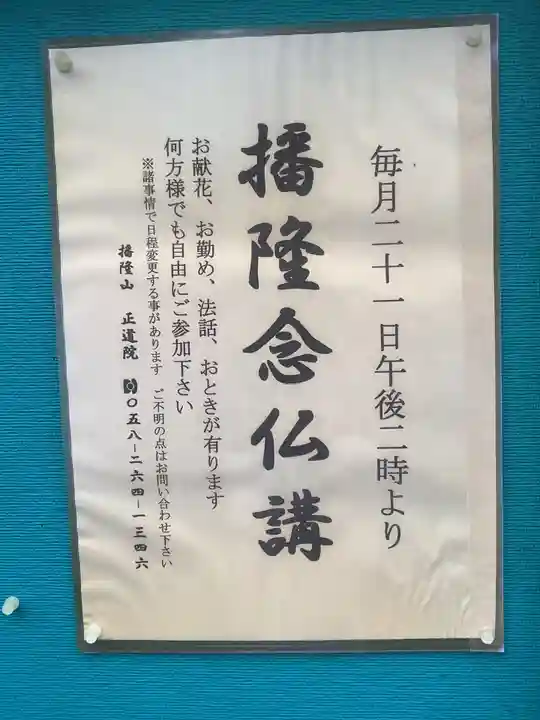 毎月二十一日午後二時より
播隆念仏講
お献花、お勤め、法話、おときが有ります
何方様でも自由にご参加下さい
※諸事情で日程変更する事があります　ご不明の点はお問い合わせ下さい
播隆山　正道院　〇五八－二六四－一三四六